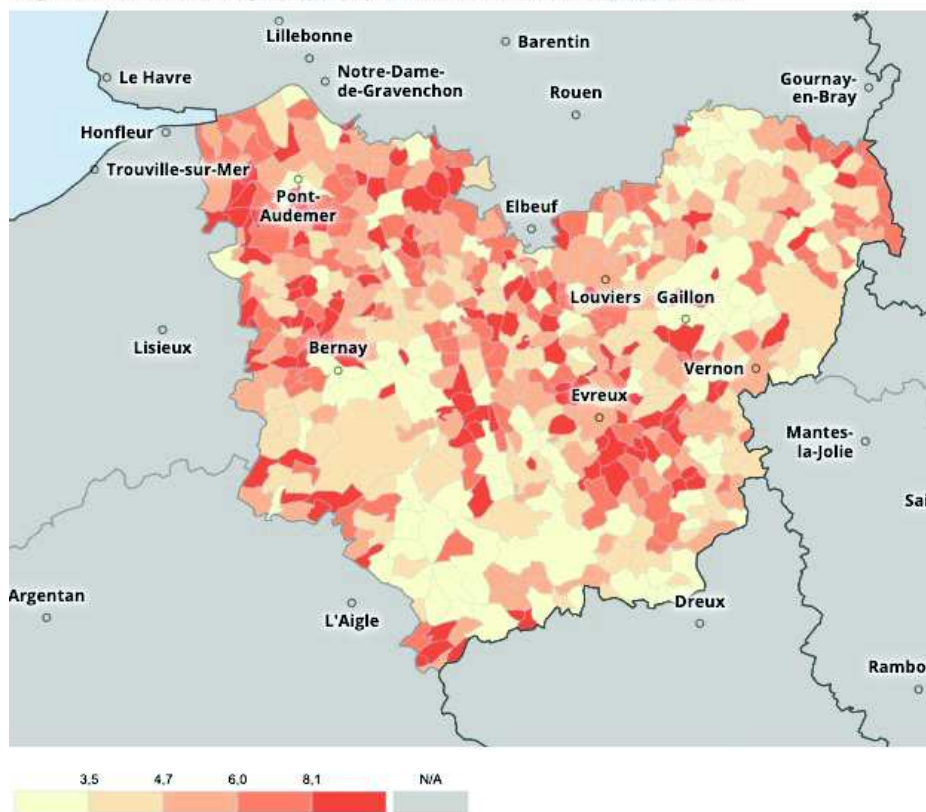 Lillebonne
Barentin
Le Havre
Notre-Dame-
de-Gravenchon
Gournay-
en-Bray
Rouen
Honfleur
Trouville-sur-Mer
Pont-
Audemer
Elbeuf
Louviers
Gaillon
Lisieux
Bernay
Vernon
Evreux
Mantes-
la-Jolie
Sai
Argentan
L'Aigle
Dreux
Rambo
3,5
4,7
6,0
8,1
N/A